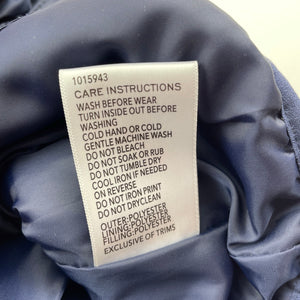 1015943
CARE INSTRUCTIONS
WASH BEFORE WEAR
TURN INSIDE OUT BEFORE
WASHING
COLD HAND OR COLD
GENTLE MACHINE WASH
DO NOT BLEACH
DO NOT SOAK OR RUB
DO NOT TUMBLE DRY
COOL IRON IF NEEDED
ON REVERSE
DO NOT IRON PRINT
DO NOT DRYCLEAN
OUTER:POLYESTER
LINING:POLYESTER
FILLING:POLYESTER
EXCLUSIVE OF TRIMS